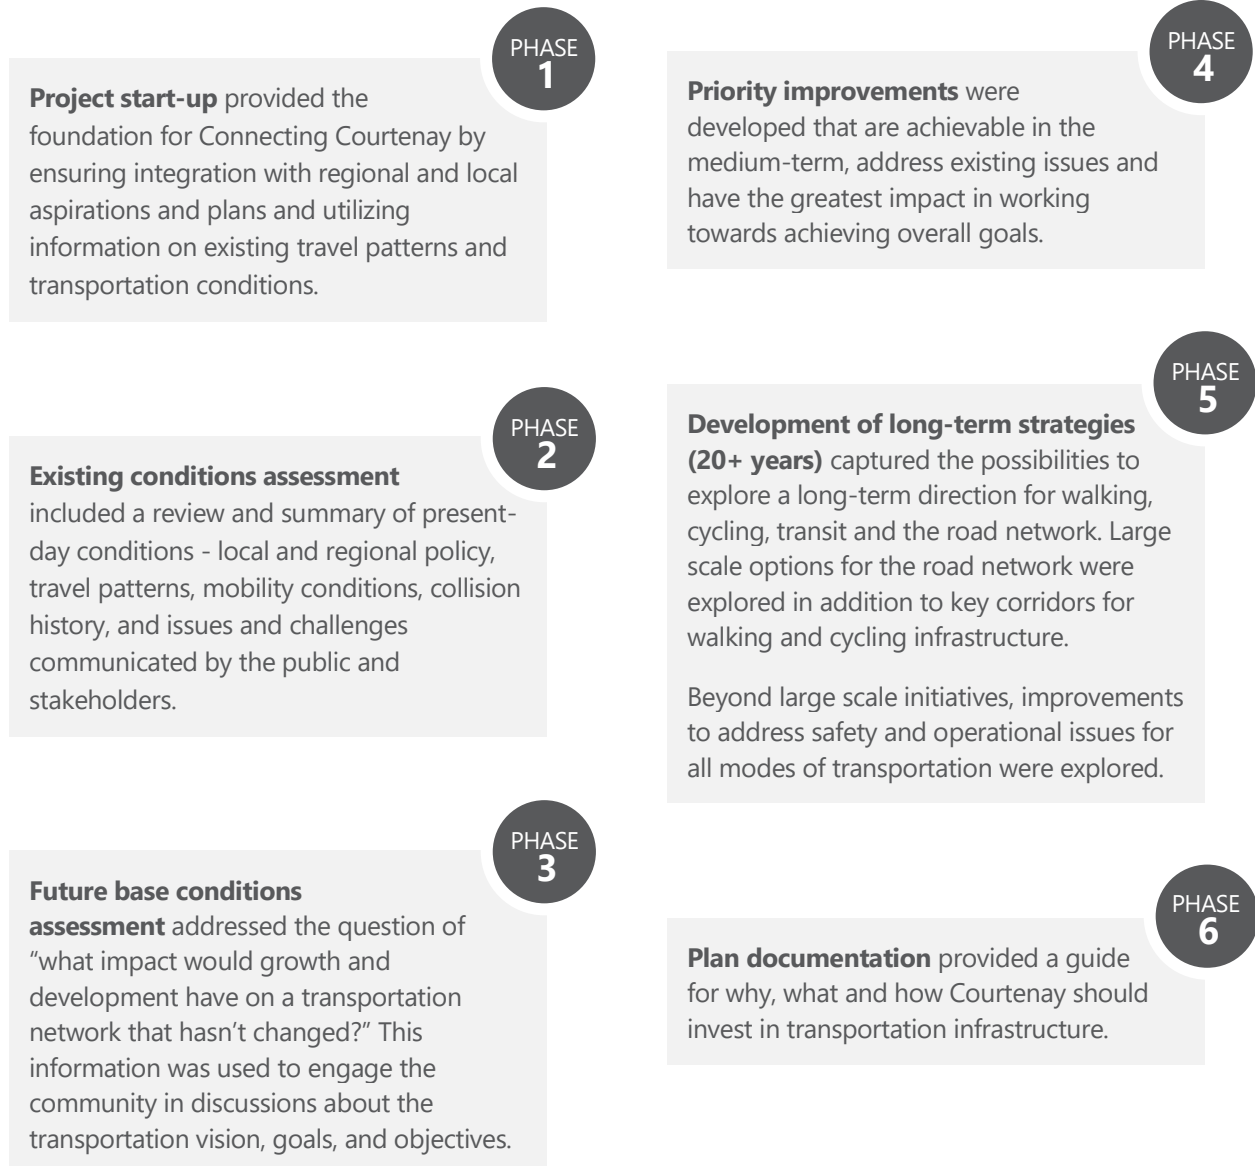 PHASE
1
Project start-up provided the
foundation for Connecting Courtenay by
ensuring integration with regional and local
aspirations and plans and utilizing
information on existing travel patterns and
transportation conditions.
PHASE
2
Existing conditions assessment
included a review and summary of present-
day conditions - local and regional policy,
travel patterns, mobility conditions, collision
history, and issues and challenges
communicated by the public and
stakeholders.
PHASE
3
Future base conditions
assessment addressed the question of
“what impact would growth and
development have on a transportation
network that hasn’t changed?” This
information was used to engage the
community in discussions about the
transportation vision, goals, and objectives.
PHASE
4
Priority improvements were
developed that are achievable in the
medium-term, address existing issues and
have the greatest impact in working
towards achieving overall goals.
PHASE
5
Development of long-term strategies
(20+ years) captured the possibilities to
explore a long-term direction for walking,
cycling, transit and the road network. Large
scale options for the road network were
explored in addition to key corridors for
walking and cycling infrastructure.
Beyond large scale initiatives, improvements
to address safety and operational issues for
all modes of transportation were explored.
PHASE
6
Plan documentation provided a guide
for why, what and how Courtenay should
invest in transportation infrastructure.